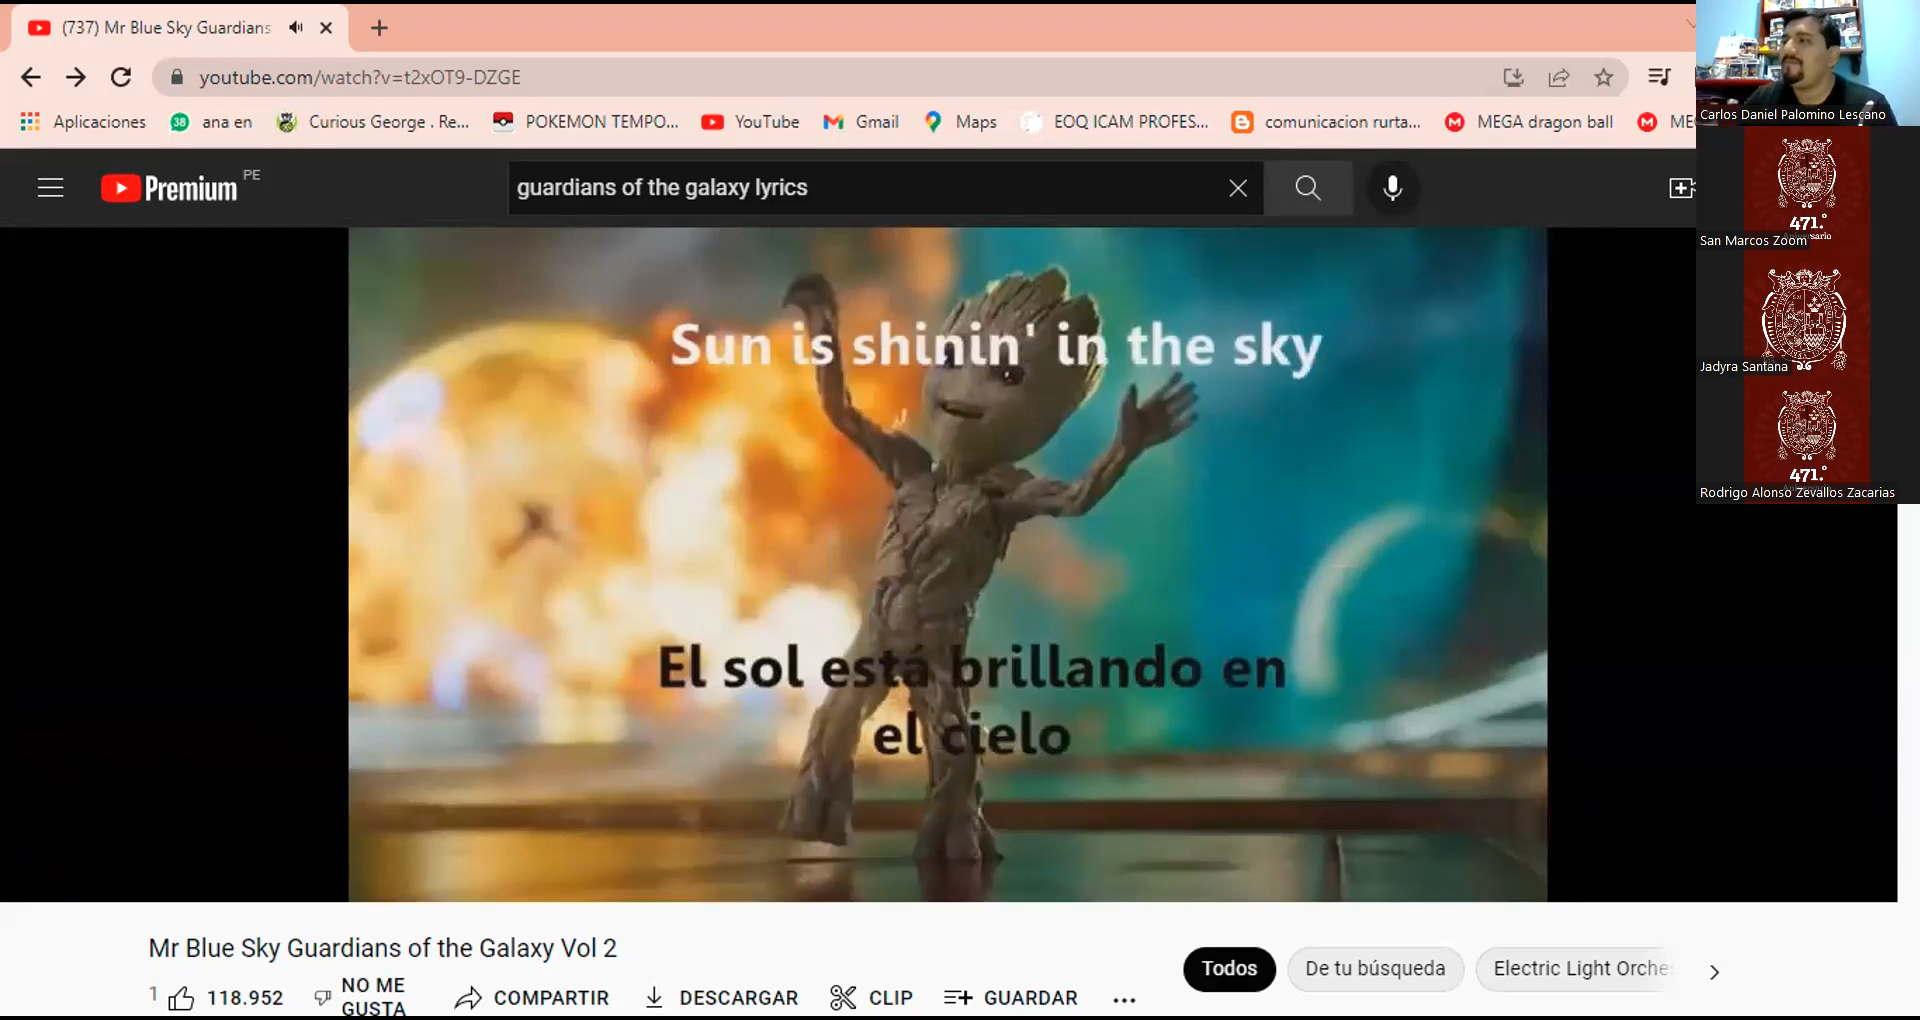 (737) Mr Blue Sky Guardians
youtube.com/watch?v=t2xOT9-DZGE
Aplicaciones
38
ana en
Curious George . Re...
POKEMON TEMPO...
YouTube
Gmail
Maps
EOQ ICAM PROFES...
comunicacion rurta...
MEGA dragon ball
ME
Premium PE
guardians of the galaxy lyrics
Sun is shinin' in the sky
El sol está brillando en
el cielo
Carlos Daniel Palomino Lescano
471.°
San Marcos Zoom
Jadyra Santana
471.°
Rodrigo Alonso Zevallos Zacarias
Mr Blue Sky Guardians of the Galaxy Vol 2
1
118.952
NO ME
GUSTA
COMPARTIR
DESCARGAR
CLIP
GUARDAR
Todos
De tu búsqueda
Electric Light Orche